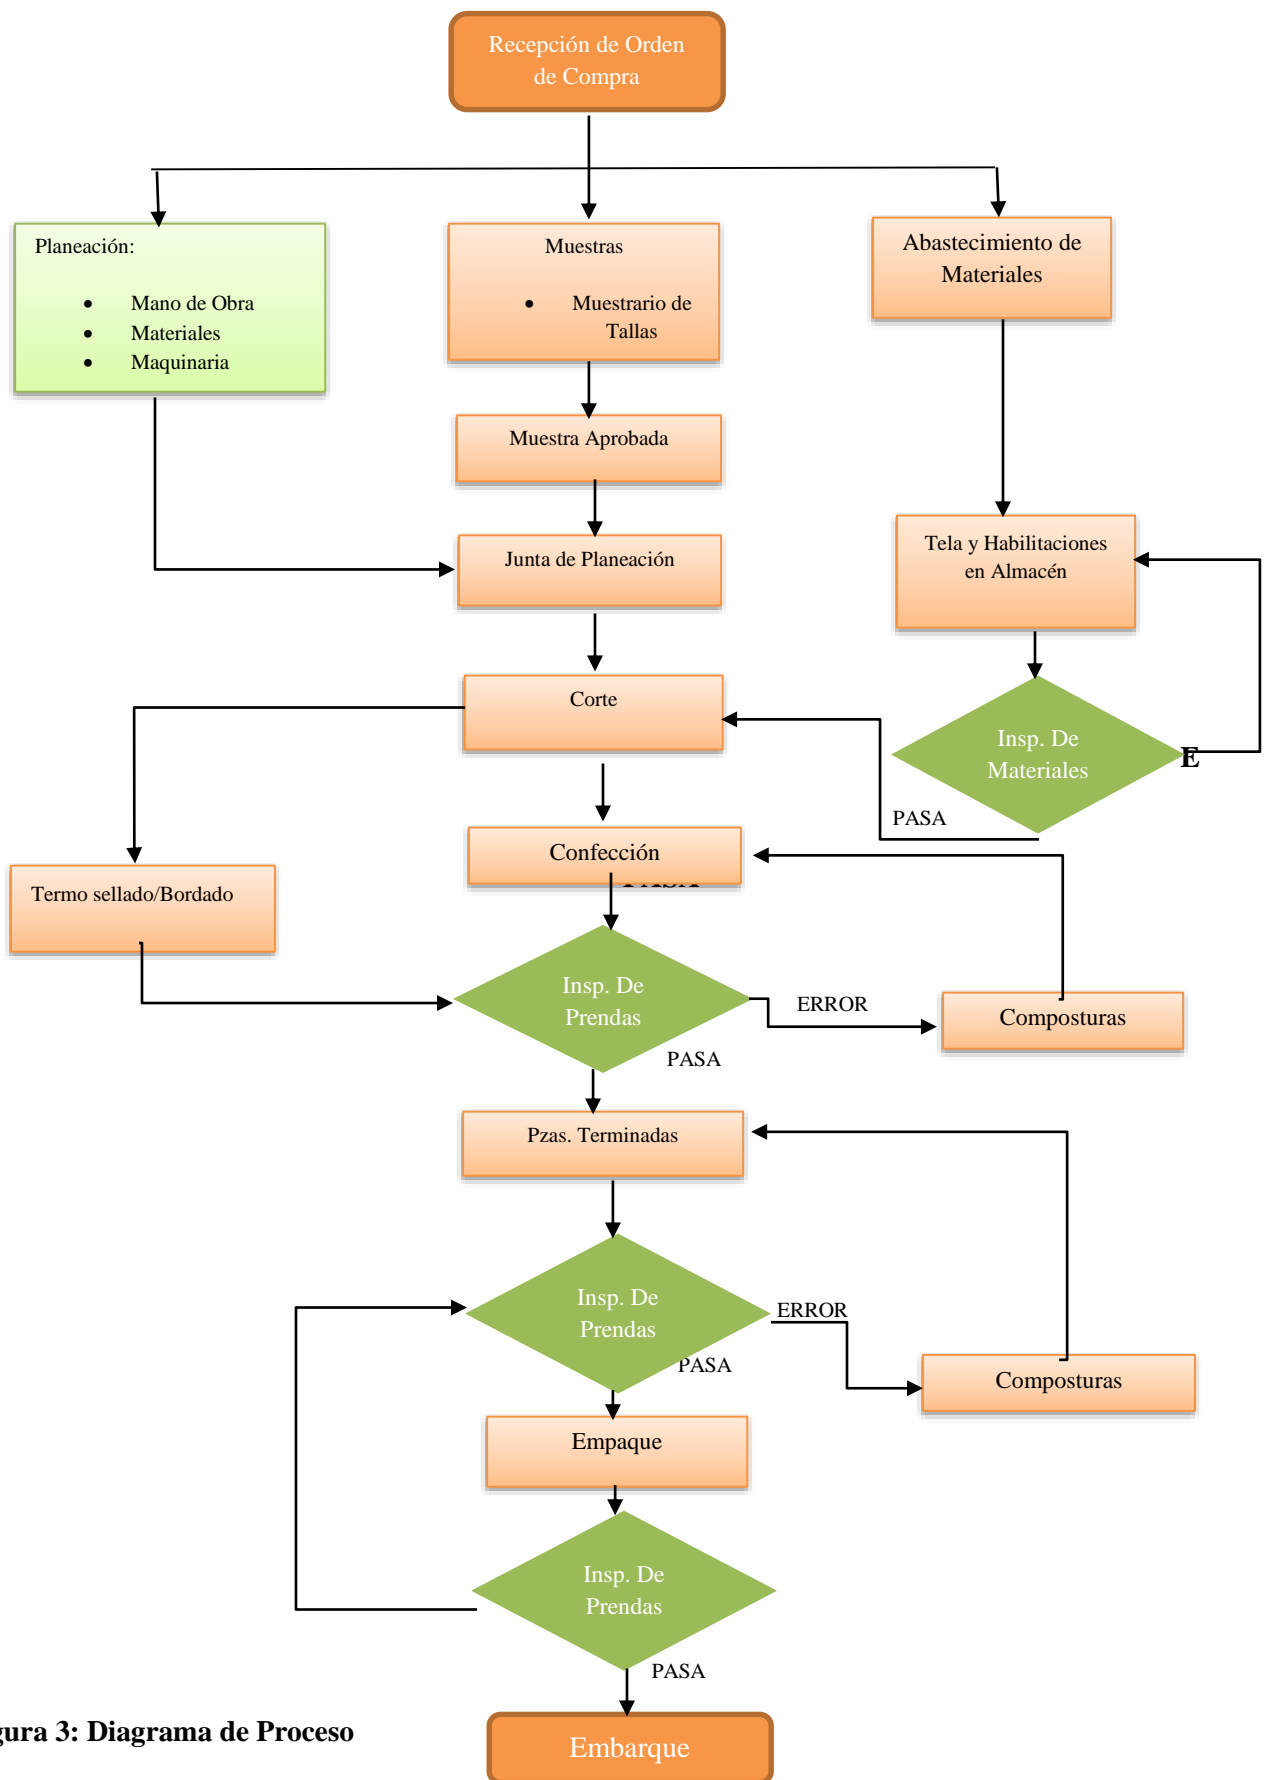 Recepción de Orden
de Compra
Planeación:
• Mano de Obra
• Materiales
• Maquinaria
Muestras
• Muestrario de
Tallas
Abastecimiento de
Materiales
Muestra Aprobada
Junta de Planeación
Tela y Habilitaciones
en Almacén
Corte
Insp. De
Materiales
E
PASA
Confección
Termo sellado/Bordado
Insp. De
Prendas
ERROR
Composturas
PASA
Pzas. Terminadas
Insp. De
Prendas
ERROR
PASA
Composturas
Empaque
Insp. De
Prendas
PASA
gura 3: Diagrama de Proceso
Embarque